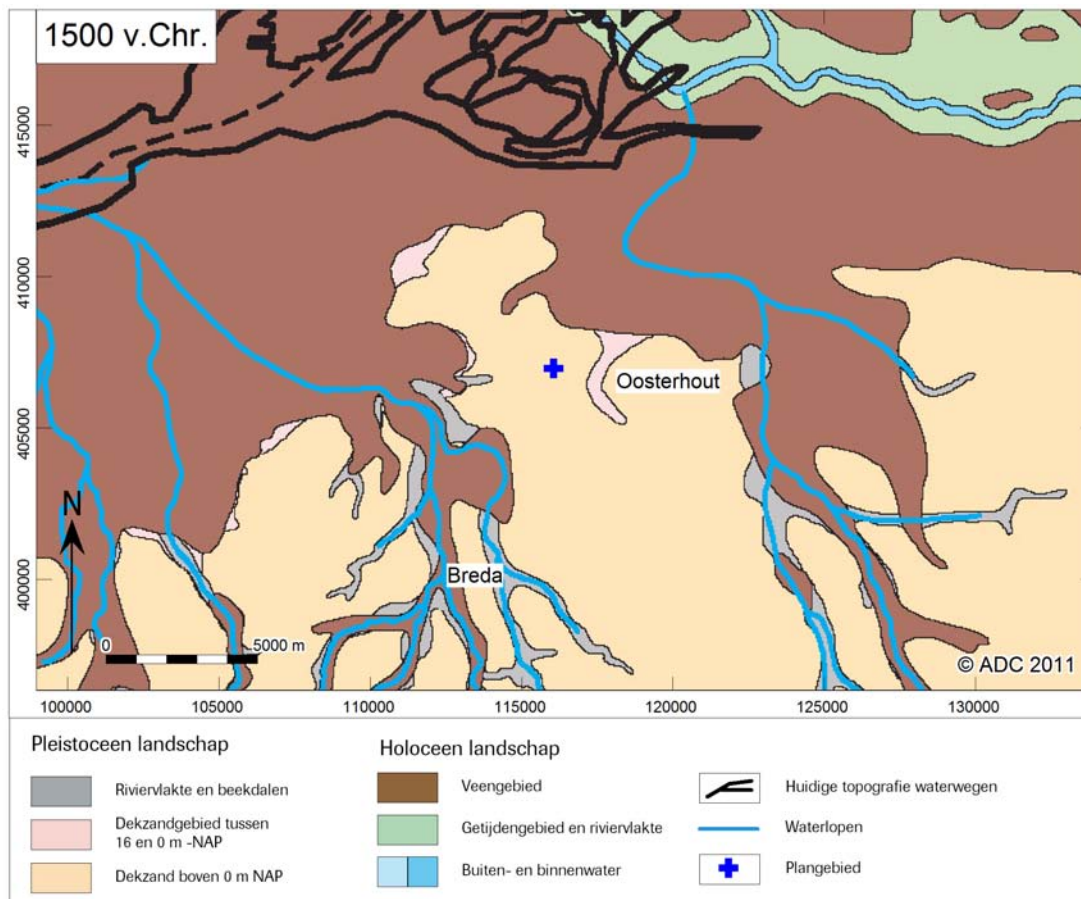 1500 v.Chr.
415000
410000
405000
400000
Oosterhout
Breda
N
0
5000 m
© ADC 2011
100000
105000
110000
115000
120000
125000
130000
Pleistoceen landschap
Riviervlakte en beekdalen
Dekzandgebied tussen
16 en 0 m -NAP
Dekzand boven 0 m NAP
Holoceen landschap
Veengebied
Getijdengebied en riviervlakte
Buiten- en binnenwater
Huidige topografie waterwegen
Waterlopen
Plangebied